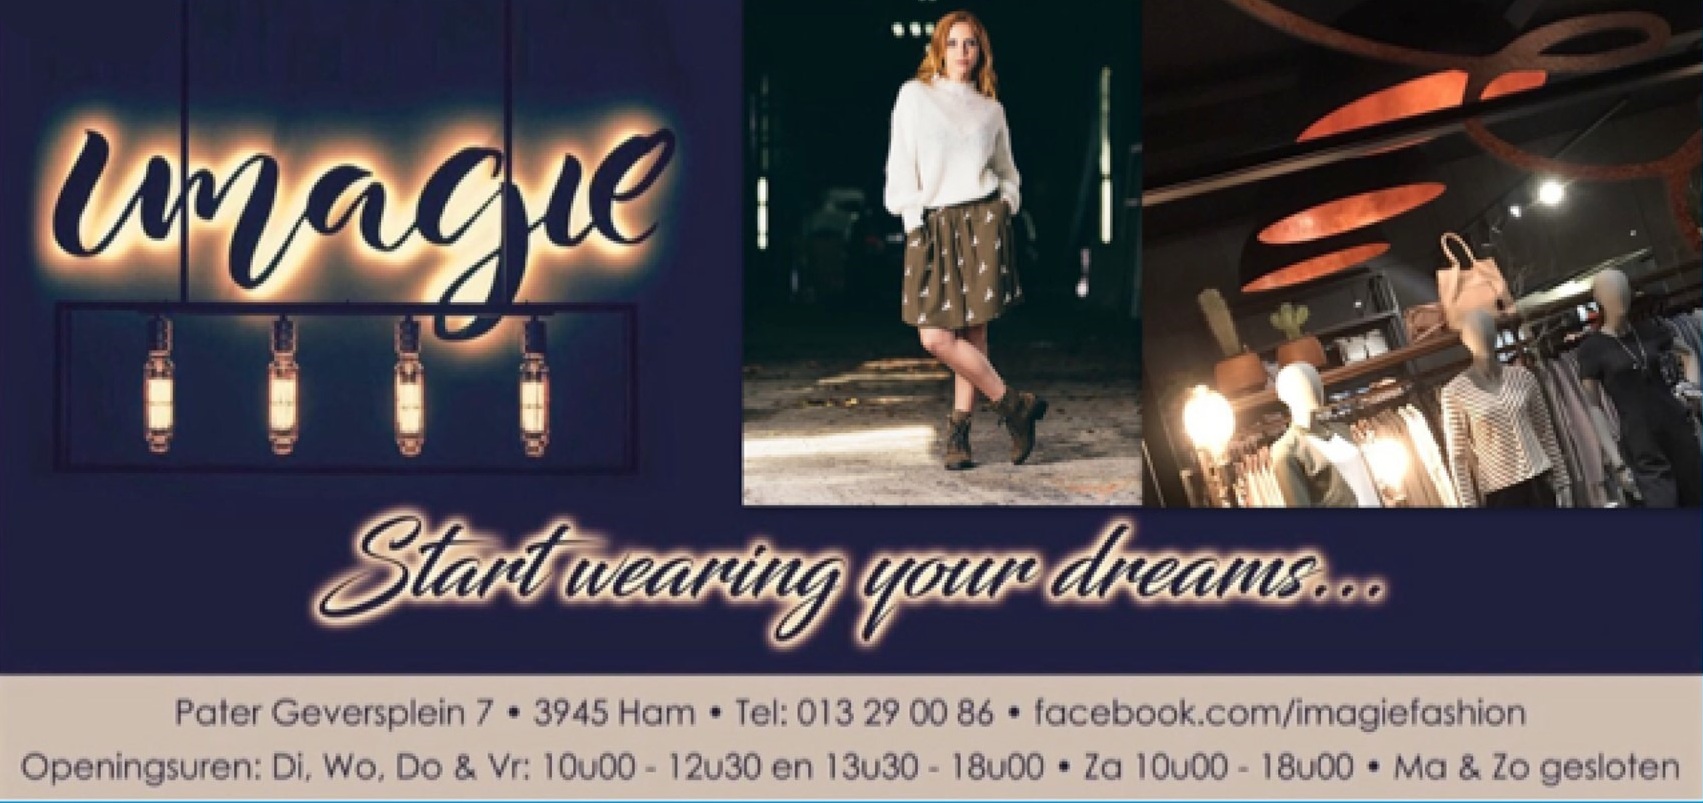 imagie
Start wearing your dreams...
Pater Geversplein 7 • 3945 Ham • Tel: 013 29 00 86 • facebook.com/imagiefashion
Openingsuren: Di, Wo, Do & Vr: 10u00 - 12u30 en 13u30 - 18u00 • Za 10u00 - 18u00 • Ma & Zo gesloten